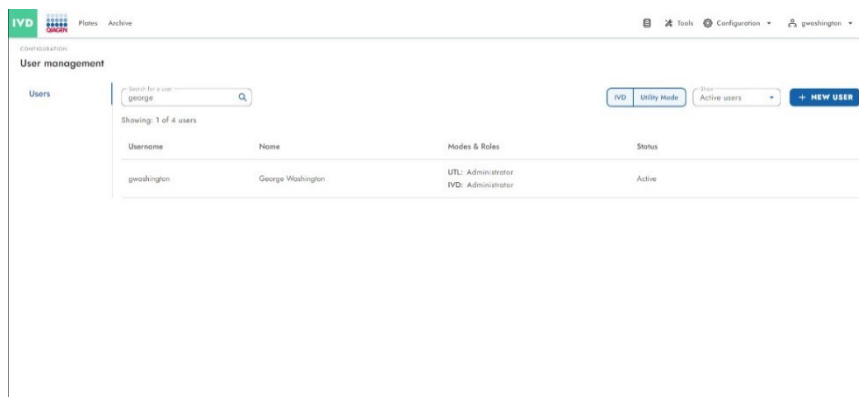 IVD QIAGEN Plates Archive Tools Configuration gwashington
CONFIGURATION
User management
Users
Search for a user
george
IVD Utility Mode
Show
Active users
+ NEW USER
Showing: 1 of 4 users
Username Name Modes & Roles Status
gwashington George Washington UTL: Administrator Active
IVD: Administrator